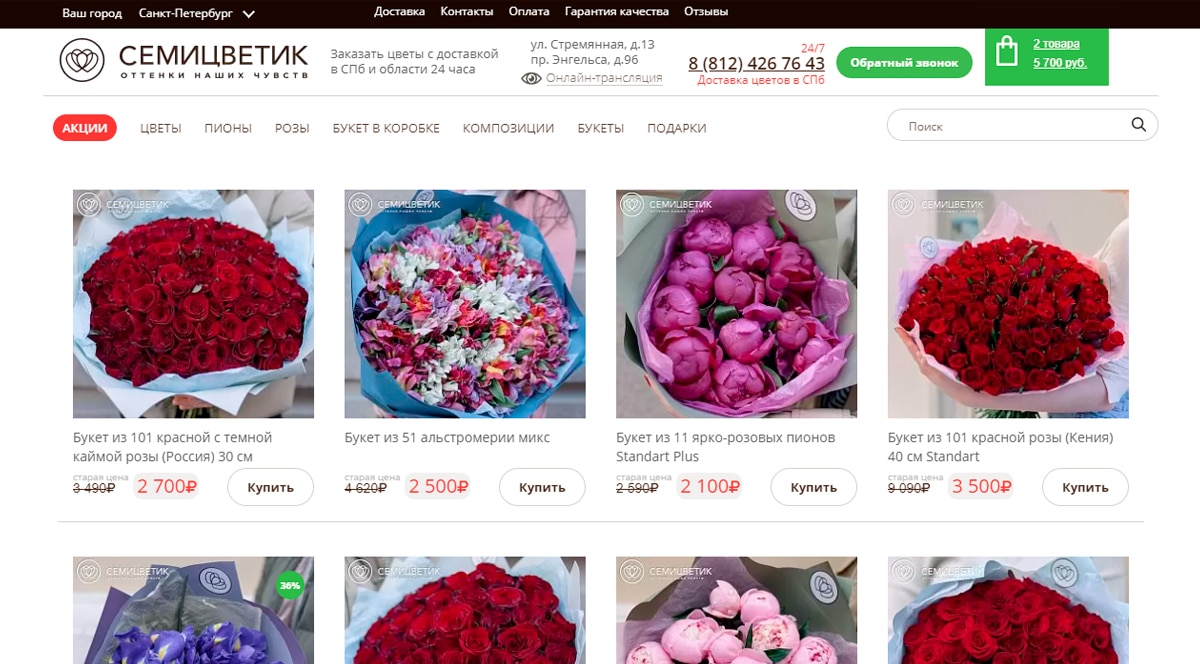 Ваш город Санкт-Петербург
Доставка Контакты Оплата Гарантия качества Отзывы
СЕМИЦВЕТИК
ОТТЕНКИ НАШИХ ЧУВСТВ
Заказать цветы с доставкой
в СПб и области 24 часа
ул. Стремянная, д.13
пр. Энгельса, д.96
Онлайн-трансляция
24/7
8 (812) 426 76 43
Доставка цветов в СПб
Обратный звонок
2 товара
5 700 руб.
АКЦИИ ЦВЕТЫ ПИОНЫ РОЗЫ БУКЕТ В КОРОБКЕ КОМПОЗИЦИИ БУКЕТЫ ПОДАРКИ
Поиск
СЕМИЦВЕТИК
СЕМИЦВЕТИК
СЕМИЦВЕТИК
СЕМИЦВЕТИК
Букет из 101 красной с темной
каймой розы (Россия) 30 см
старая цена
3 490₽ 2 700₽ Купить
Букет из 51 альстромерии микс
старая цена
4 620₽ 2 500₽ Купить
Букет из 11 ярко-розовых пионов
Standart Plus
старая цена
2 590₽ 2 100₽ Купить
Букет из 101 красной розы (Кения)
40 см Standart
старая цена
9 090₽ 3 500₽ Купить
СЕМИЦВЕТИК
36%
СЕМИЦВЕТИК
СЕМИЦВЕТИК
СЕМИЦВЕТИК